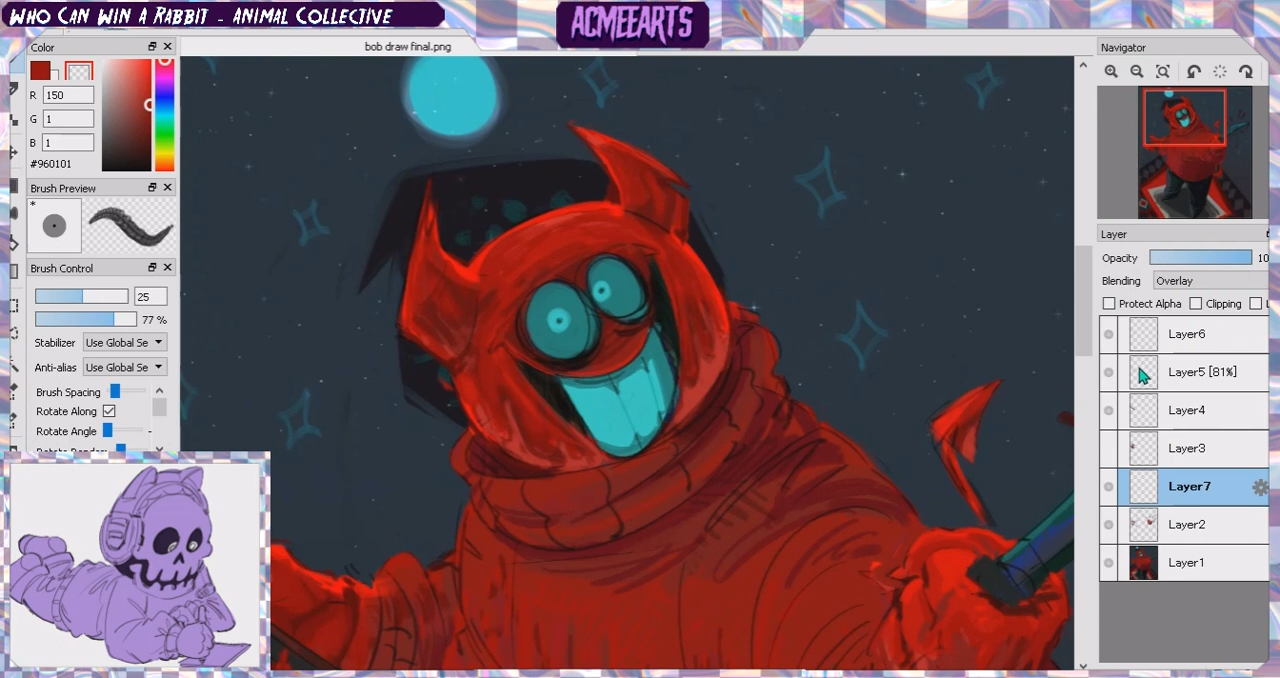 Who Can Win A Rabbit - Animal Collective
ACMEEARTS
Color
bob draw final.png
Navigator
R 150
G 1
B 1
#960101
Brush Preview
*
Brush Control
25
77 %
Stabilizer Use Global Se
Anti-alias Use Global Se
Brush Spacing
Rotate Along
Rotate Angle
Layer
Opacity 10
Blending Overlay
Protect Alpha Clipping L
Layer6
Layer5 [81%]
Layer4
Layer3
Layer7
Layer2
Layer1